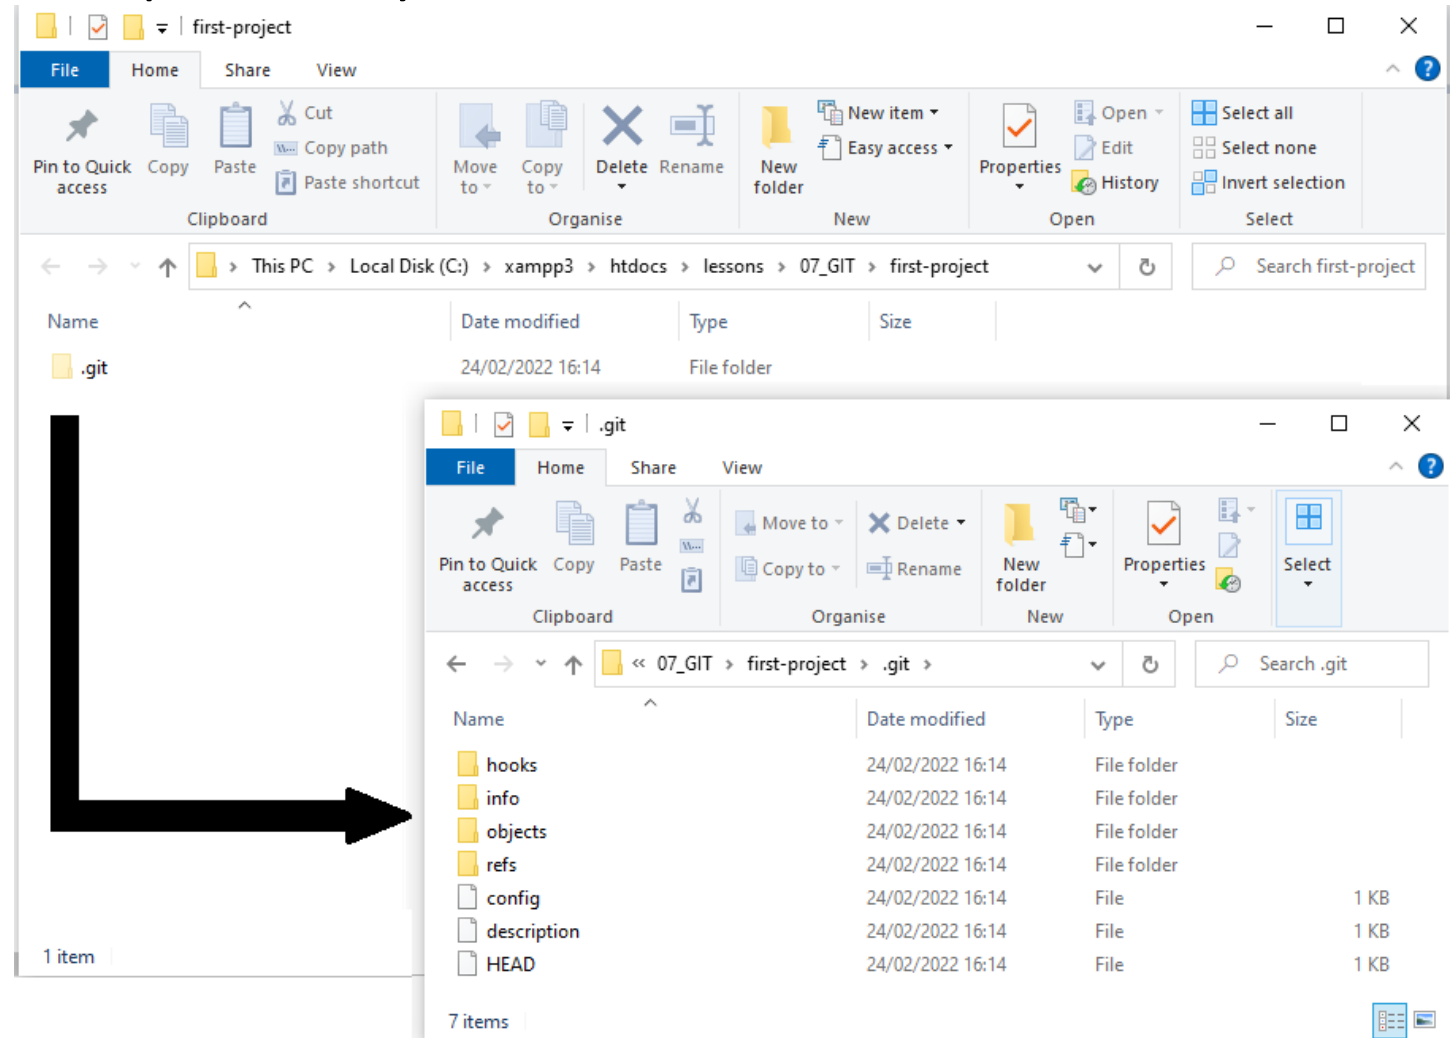 first-project
File Home Share View
Pin to Quick access Copy Paste Cut Copy path Paste shortcut
Move to Copy to Delete Rename
New folder New item Easy access
Properties Open Edit History
Select all Select none Invert selection
Clipboard Organise New Open Select
This PC > Local Disk (C:) > xampp3 > htdocs > lessons > 07_GIT > first-project
Search first-project
Name Date modified Type Size
.git 24/02/2022 16:14 File folder
1 item
.git
File Home Share View
Pin to Quick access Copy Paste
Move to Copy to Delete Rename
New folder
Properties
Select
Clipboard Organise New Open
« 07_GIT > first-project > .git >
Search .git
Name Date modified Type Size
hooks 24/02/2022 16:14 File folder
info 24/02/2022 16:14 File folder
objects 24/02/2022 16:14 File folder
refs 24/02/2022 16:14 File folder
config 24/02/2022 16:14 File 1 KB
description 24/02/2022 16:14 File 1 KB
HEAD 24/02/2022 16:14 File 1 KB
7 items